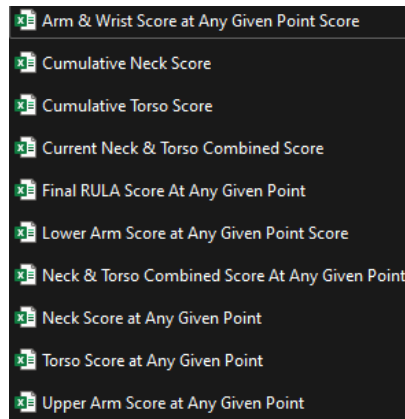 Arm & Wrist Score at Any Given Point Score
Cumulative Neck Score
Cumulative Torso Score
Current Neck & Torso Combined Score
Final RULA Score At Any Given Point
Lower Arm Score at Any Given Point Score
Neck & Torso Combined Score At Any Given Point
Neck Score at Any Given Point
Torso Score at Any Given Point
Upper Arm Score at Any Given Point